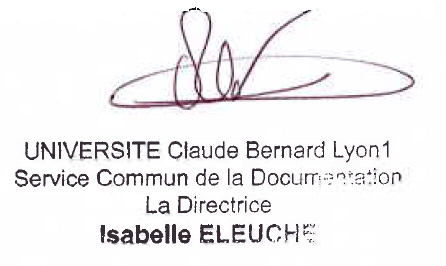 UNIVERSITE Claude Bernard Lyon1
Service Commun de la Documentation
La Directrice
Isabelle ELEUCHE